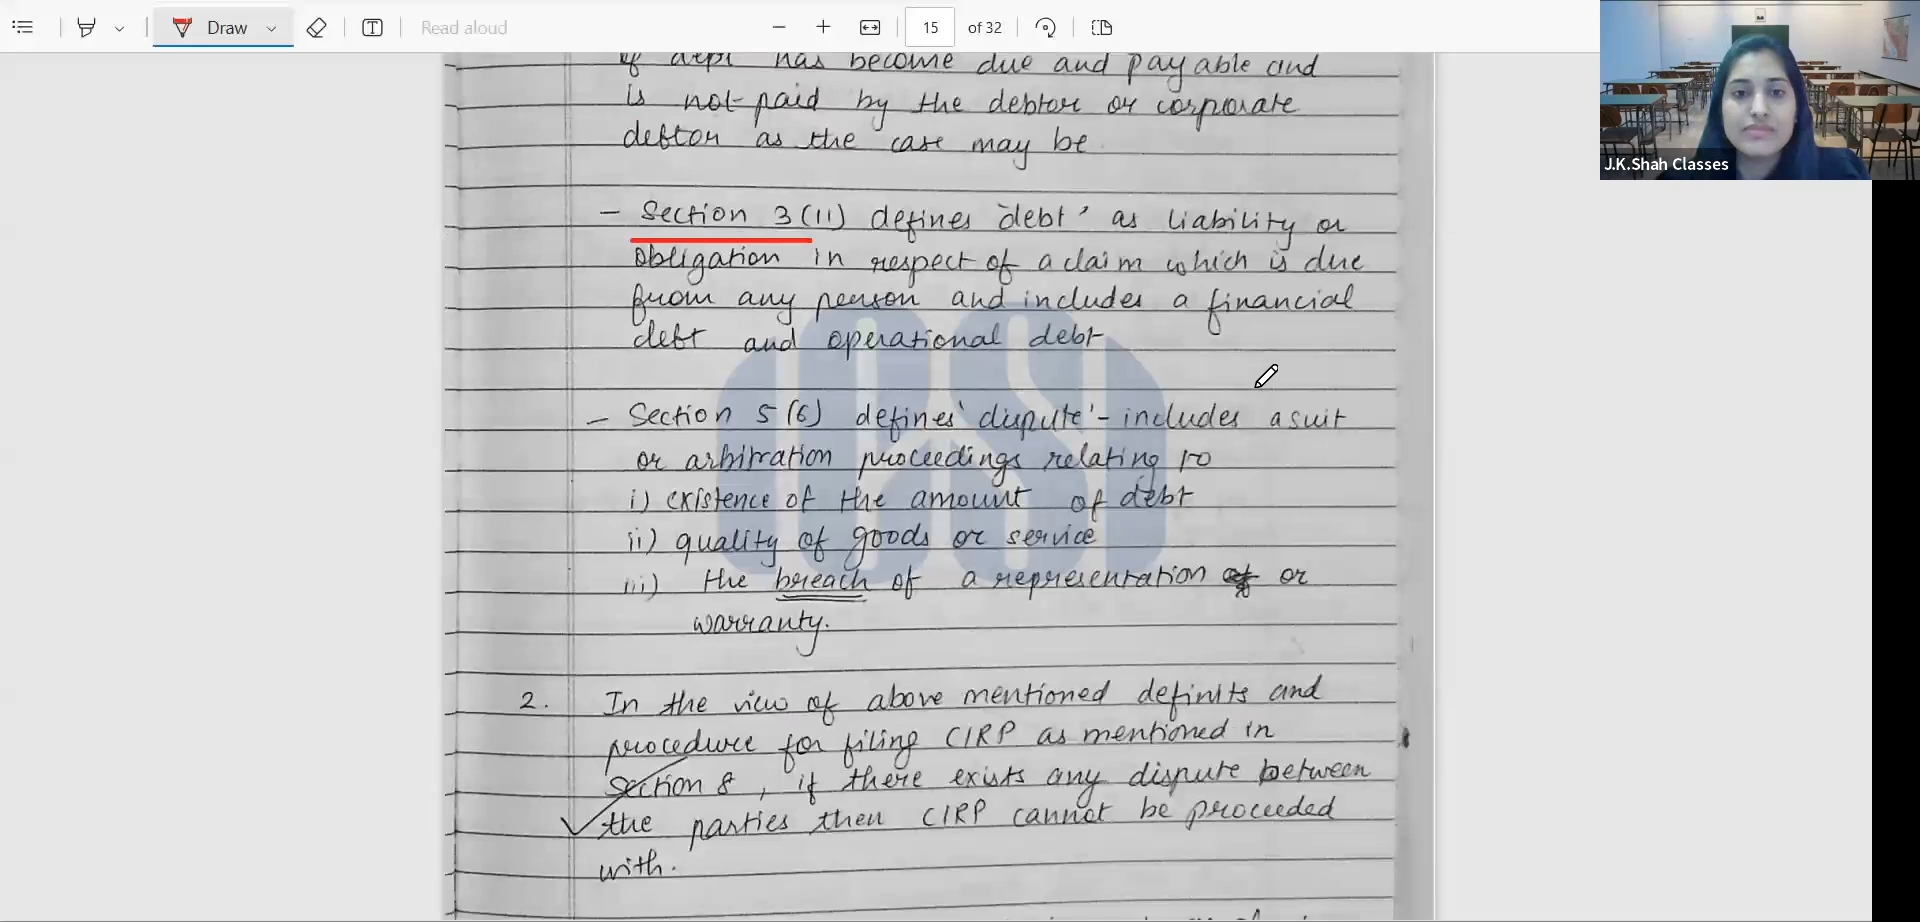 Draw
Read aloud
15 of 32
J.K.Shah Classes
if debt has become due and payable and
is not paid by the debtor or corporate
debtor as the case may be
- Section 3(11) defines 'debt' as liability or
obligation in respect of a claim which is due
from any person and includes a financial
debt and operational debt
- Section 5(6) defines 'dispute' - includes a suit
or arbitration proceedings relating to
i) existence of the amount of debt
ii) quality of goods or service
iii) the breach of a representation or
warranty.
2. In the view of above mentioned definits and
procedure for filing CIRP as mentioned in
Section 8, if there exists any dispute between
the parties then CIRP cannot be proceeded
with.